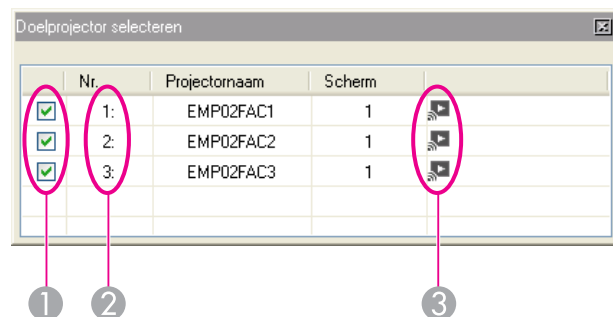 Doelprojector selecteren
Nr. Projectornaam Scherm
1: EMP02FAC1 1
2: EMP02FAC2 1
3: EMP02FAC3 1
1 2 3